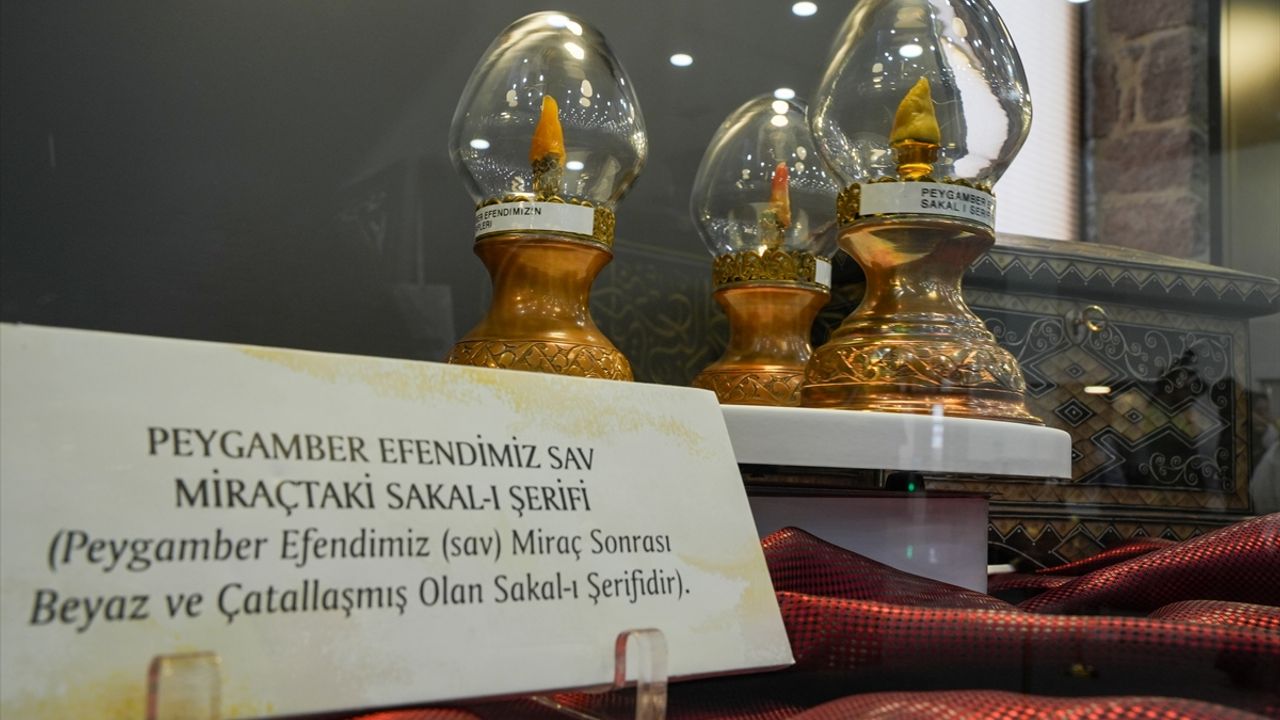 EFENDİMİZİN
PEYGAMBER
SAKAL I ŞERİF
PEYGAMBER EFENDİMİZ SAV
MİRAÇTAKİ SAKAL-I ŞERİFİ
(Peygamber Efendimiz (sav) Miraç Sonrası
Beyaz ve Çatallaşmış Olan Sakal-ı Şerifidir).